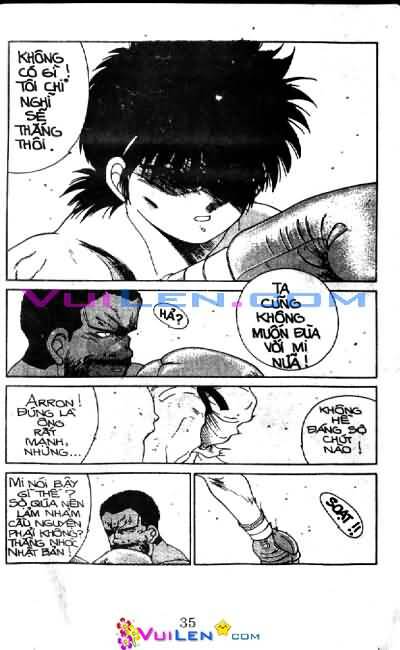 KHÔNG
CÓ GÌ!
TÔI CHỈ
NGHĨ
SẼ
THẮNG
THÔI.
TA
CŨNG
KHÔNG
MUỐN ĐÙA
VỚI MI
NỮA!
HẢ?
VUILEN.COM
ARRON!
ĐÚNG LÀ
ÔNG
RẤT
MẠNH,
NHƯNG...
KHÔNG
HỀ
ĐÁNG SỢ
CHÚT
NÀO!
MI NÓI BẬY
GÌ THẾ?
SỢ QUÁ NÊN
LẦM NHẦM
CẦU NGUYỆN
PHẢI KHÔNG?
THẰNG NHÓC
NHẬT BẢN!
SOẠT!!
35
VUILEN.COM